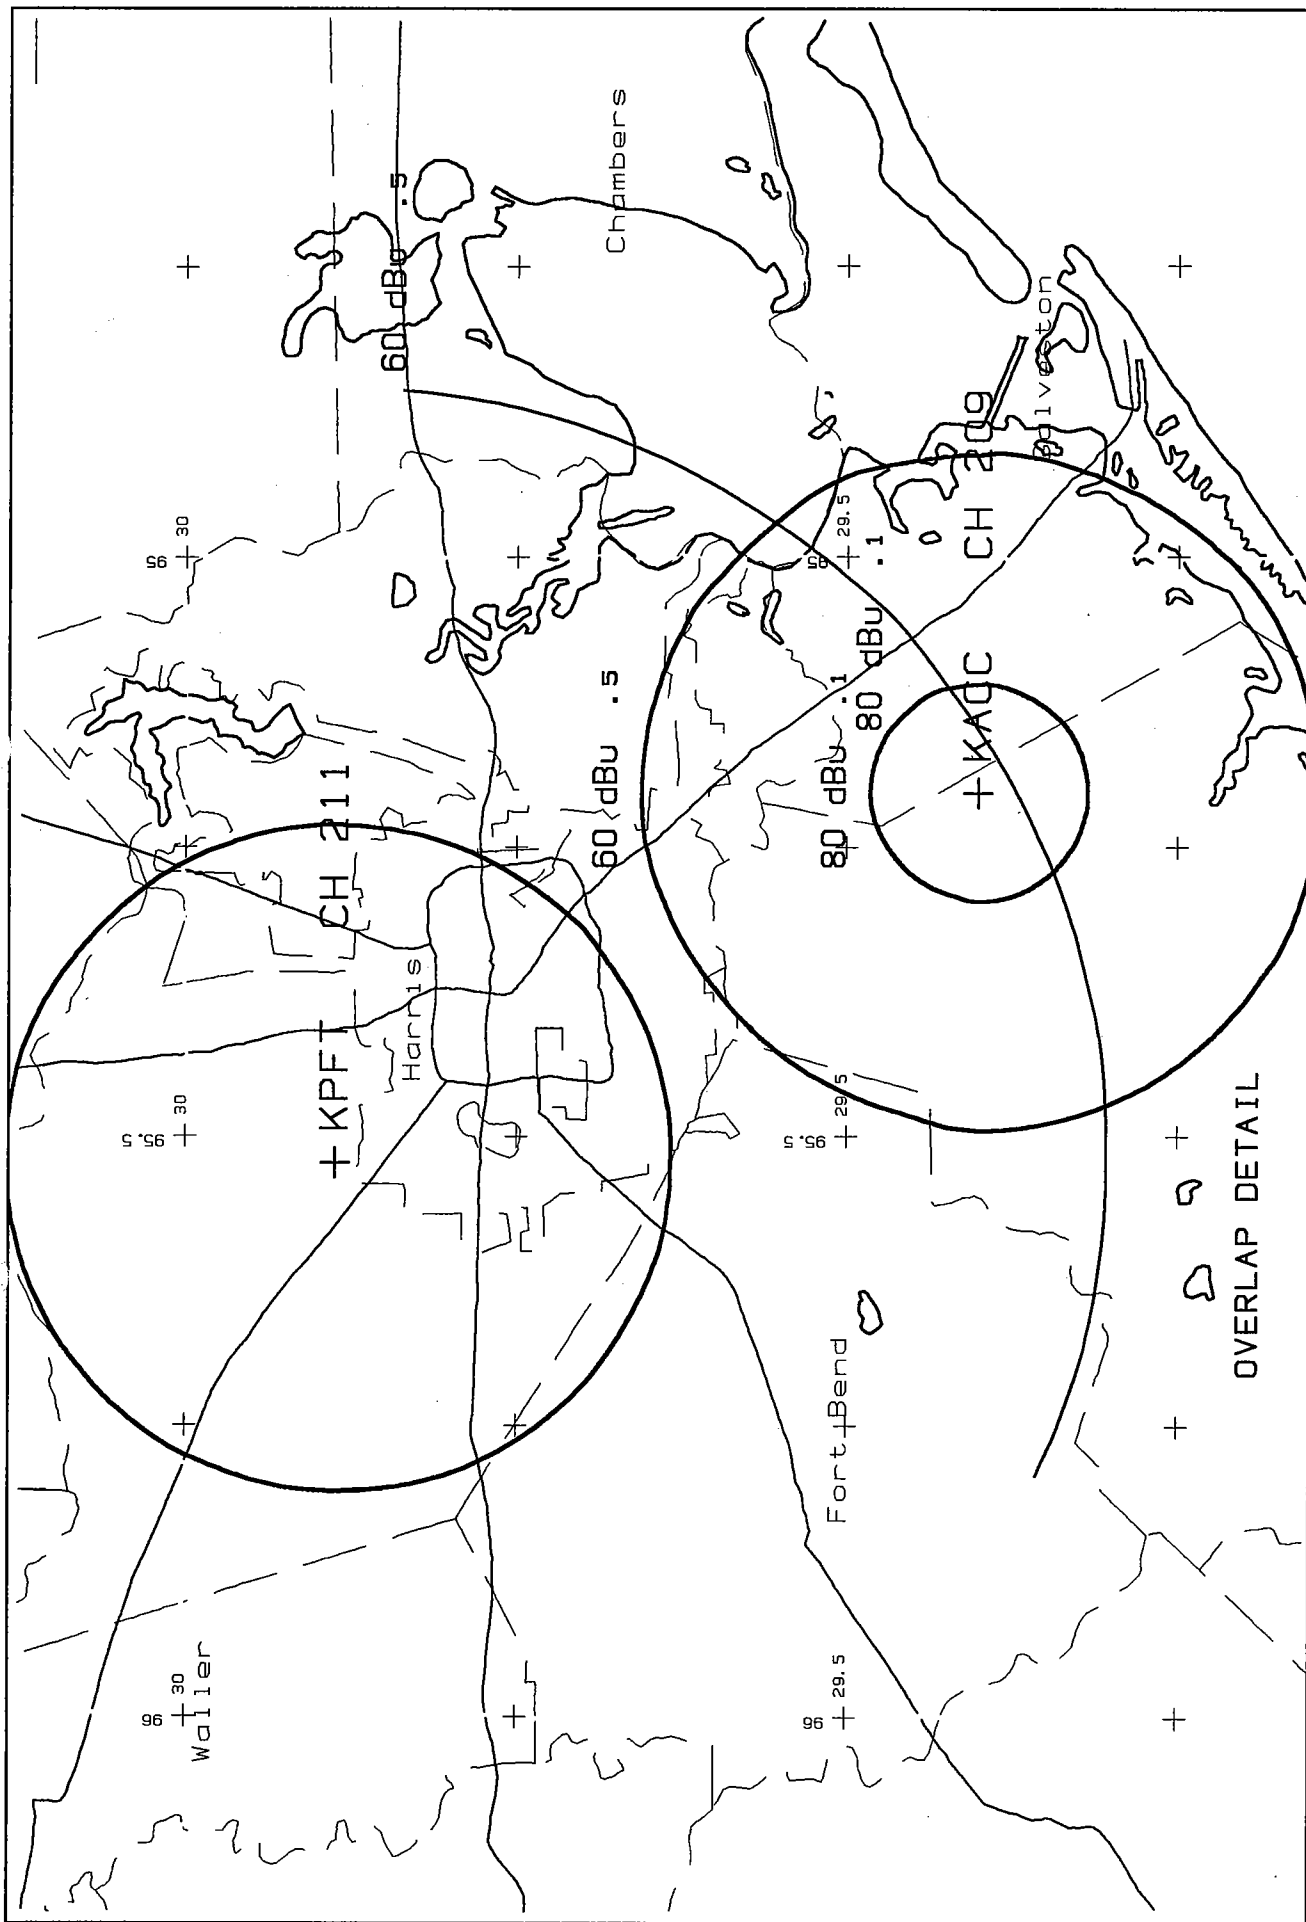 Chambers
60 dBu .5
95
30
Galveston
CH 211
KPFT
Harris
60 dBu .5
95
29.5
80 dBu .1
80 dBu .1
KACC CH 209
95.5
30
95.5
29.5
Fort Bend
96
30
Waller
96
29.5
OVERLAP DETAIL